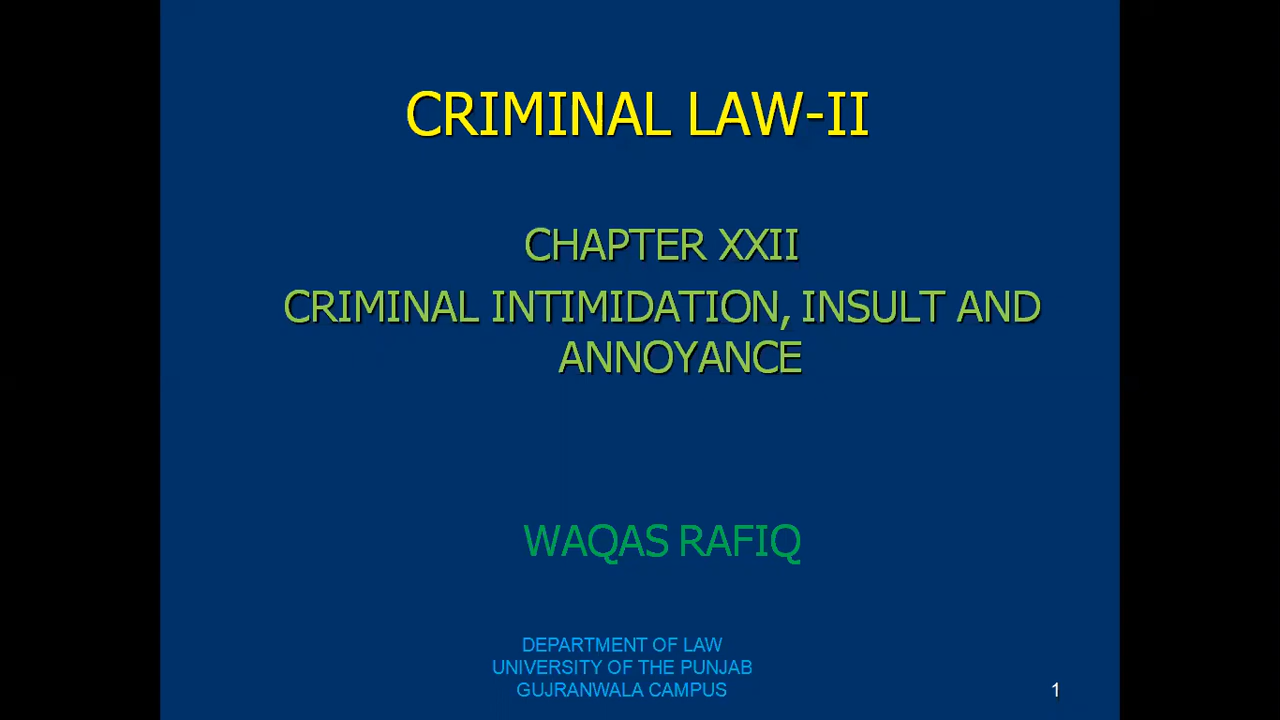 CRIMINAL LAW-II
CHAPTER XXII
CRIMINAL INTIMIDATION, INSULT AND
ANNOYANCE
WAQAS RAFIQ
DEPARTMENT OF LAW
UNIVERSITY OF THE PUNJAB
GUJRANWALA CAMPUS
1